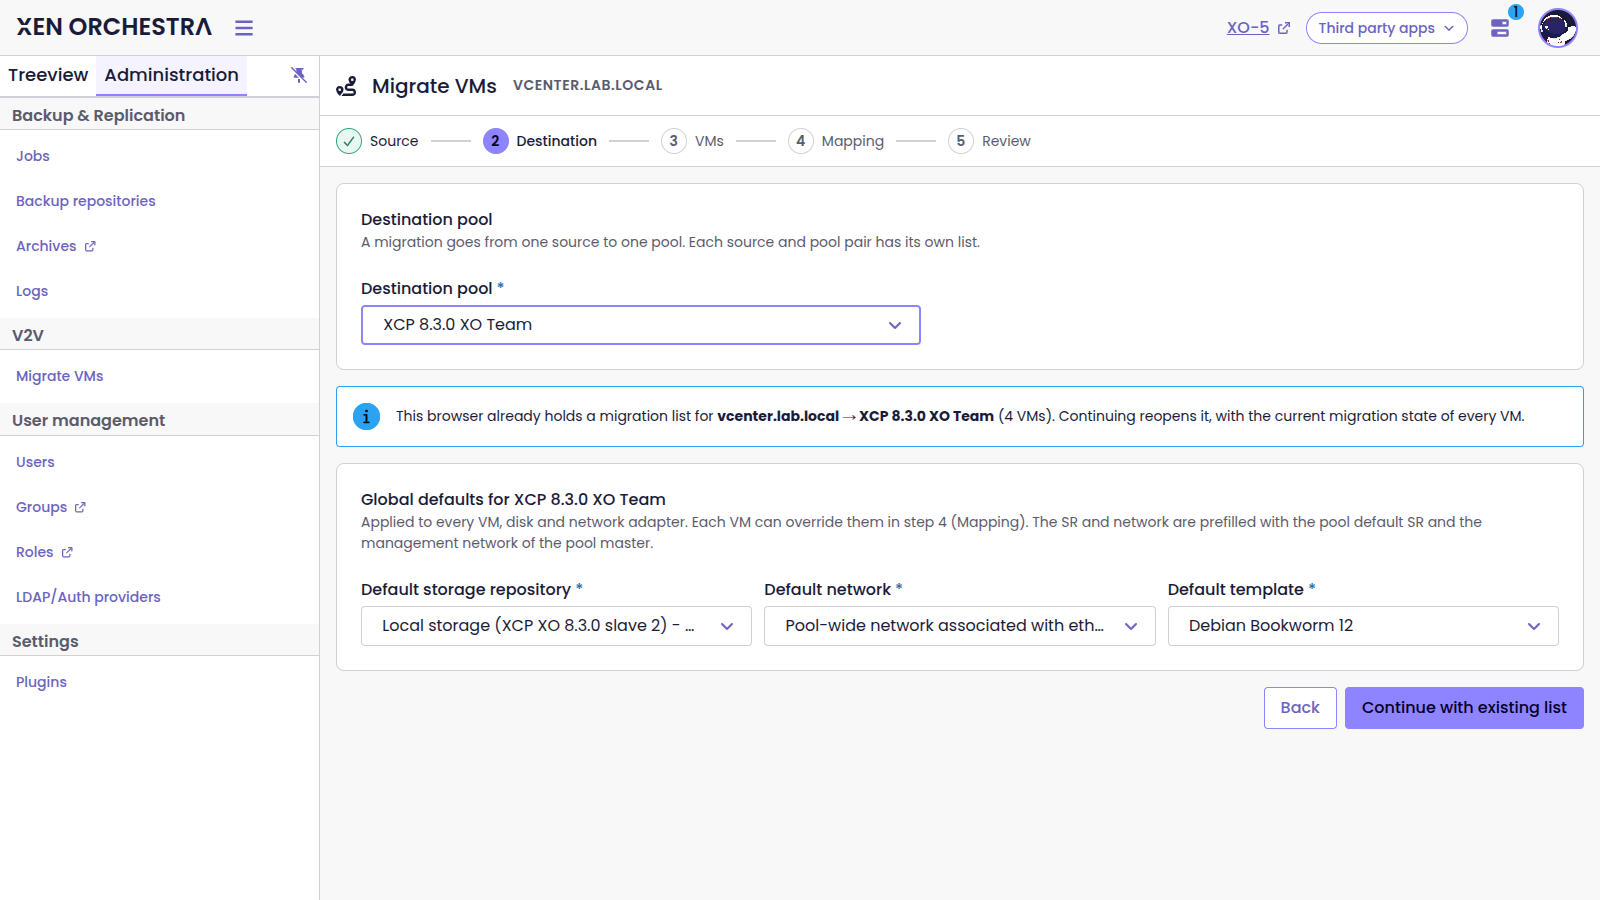 XEN ORCHESTRA
XO-5
Third party apps
1
Treeview
Administration
Backup & Replication
Jobs
Backup repositories
Archives
Logs
V2V
Migrate VMs
User management
Users
Groups
Roles
LDAP/Auth providers
Settings
Plugins
Migrate VMs VCENTER.LAB.LOCAL
Source
2 Destination
3 VMs
4 Mapping
5 Review
Destination pool
A migration goes from one source to one pool. Each source and pool pair has its own list.
Destination pool *
XCP 8.3.0 XO Team
This browser already holds a migration list for vcenter.lab.local → XCP 8.3.0 XO Team (4 VMs). Continuing reopens it, with the current migration state of every VM.
Global defaults for XCP 8.3.0 XO Team
Applied to every VM, disk and network adapter. Each VM can override them in step 4 (Mapping). The SR and network are prefilled with the pool default SR and the
management network of the pool master.
Default storage repository *
Local storage (XCP XO 8.3.0 slave 2) - ...
Default network *
Pool-wide network associated with eth...
Default template *
Debian Bookworm 12
Back
Continue with existing list